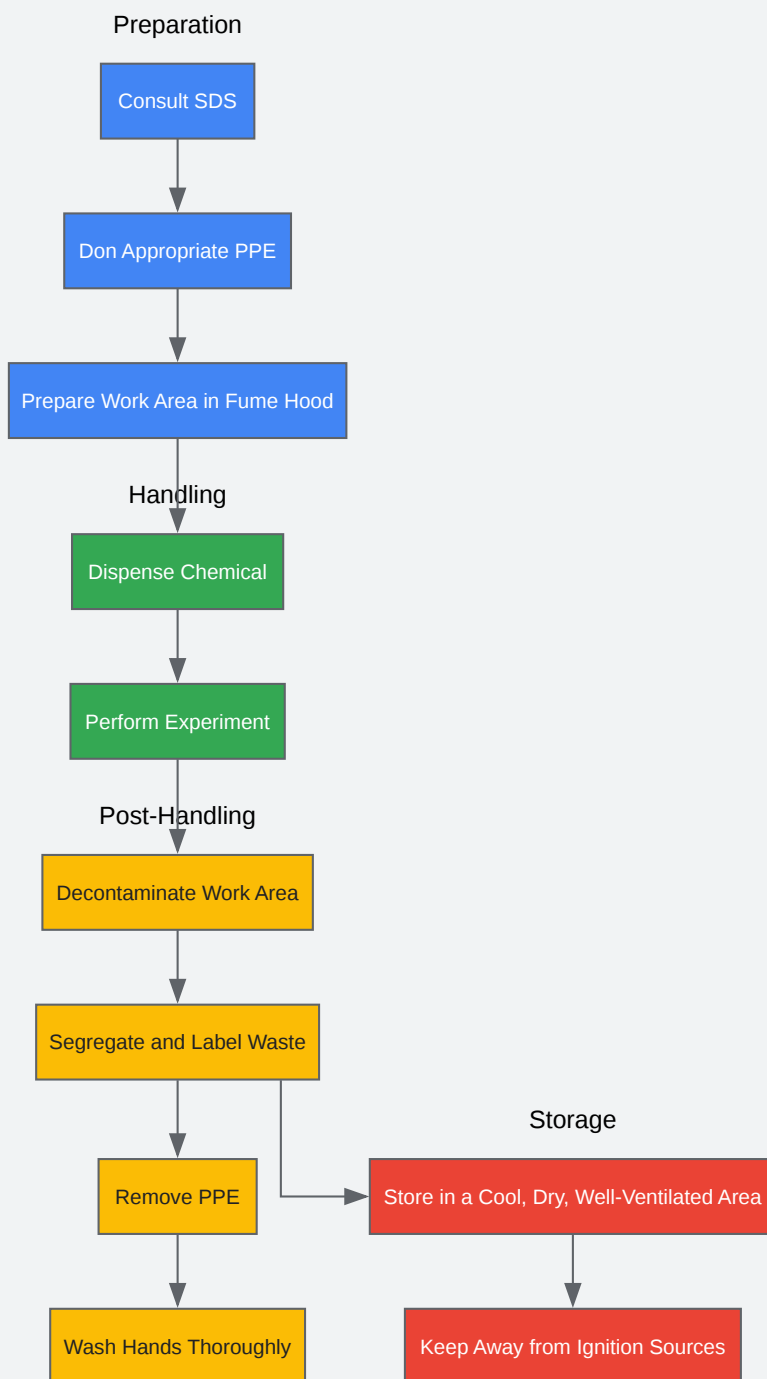 Preparation
Consult SDS
Don Appropriate PPE
Prepare Work Area in Fume Hood
Handling
Dispense Chemical
Perform Experiment
Post-Handling
Decontaminate Work Area
Segregate and Label Waste
Remove PPE
Wash Hands Thoroughly
Storage
Store in a Cool, Dry, Well-Ventilated Area
Keep Away from Ignition Sources